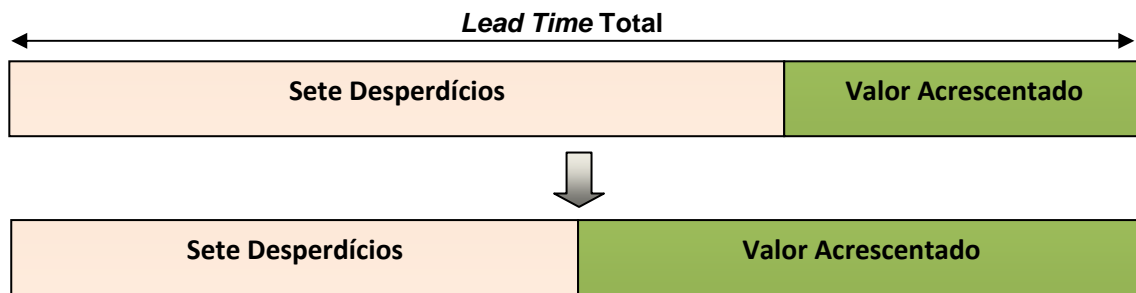 Lead Time Total
Sete Desperdícios Valor Acrescentado
Sete Desperdícios Valor Acrescentado